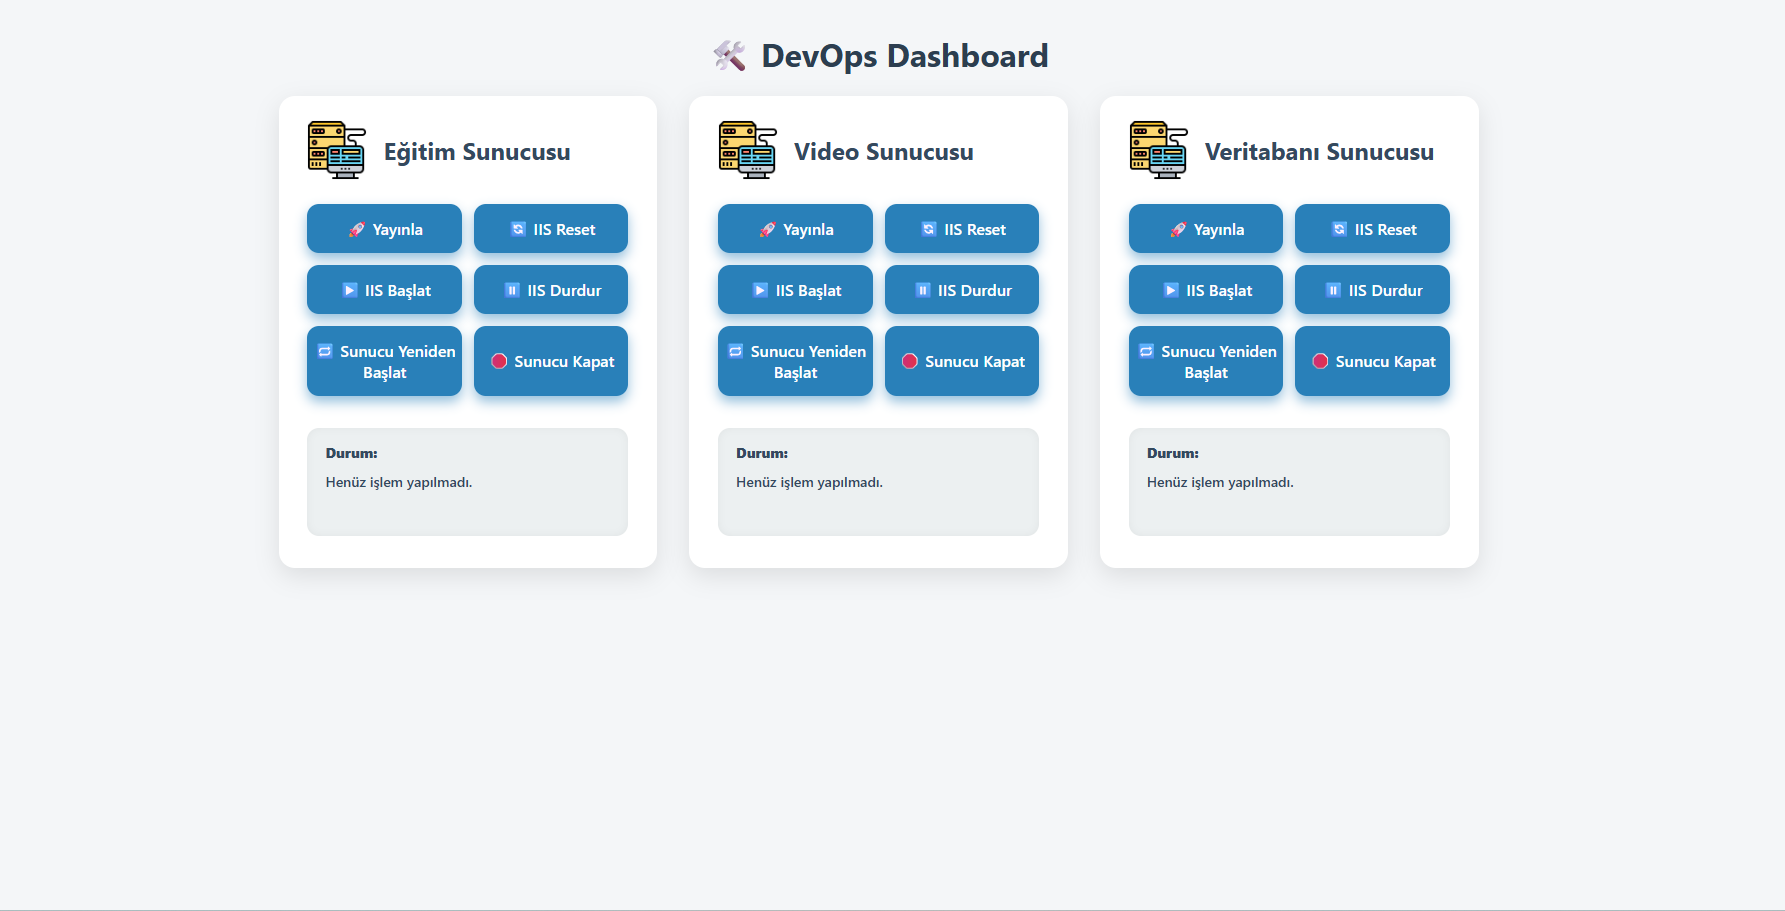 DevOps Dashboard
Eğitim Sunucusu
Yayınla
IIS Reset
IIS Başlat
IIS Durdur
Sunucu Yeniden
Başlat
Sunucu Kapat
Durum:
Henüz işlem yapılmadı.
Video Sunucusu
Yayınla
IIS Reset
IIS Başlat
IIS Durdur
Sunucu Yeniden
Başlat
Sunucu Kapat
Durum:
Henüz işlem yapılmadı.
Veritabanı Sunucusu
Yayınla
IIS Reset
IIS Başlat
IIS Durdur
Sunucu Yeniden
Başlat
Sunucu Kapat
Durum:
Henüz işlem yapılmadı.